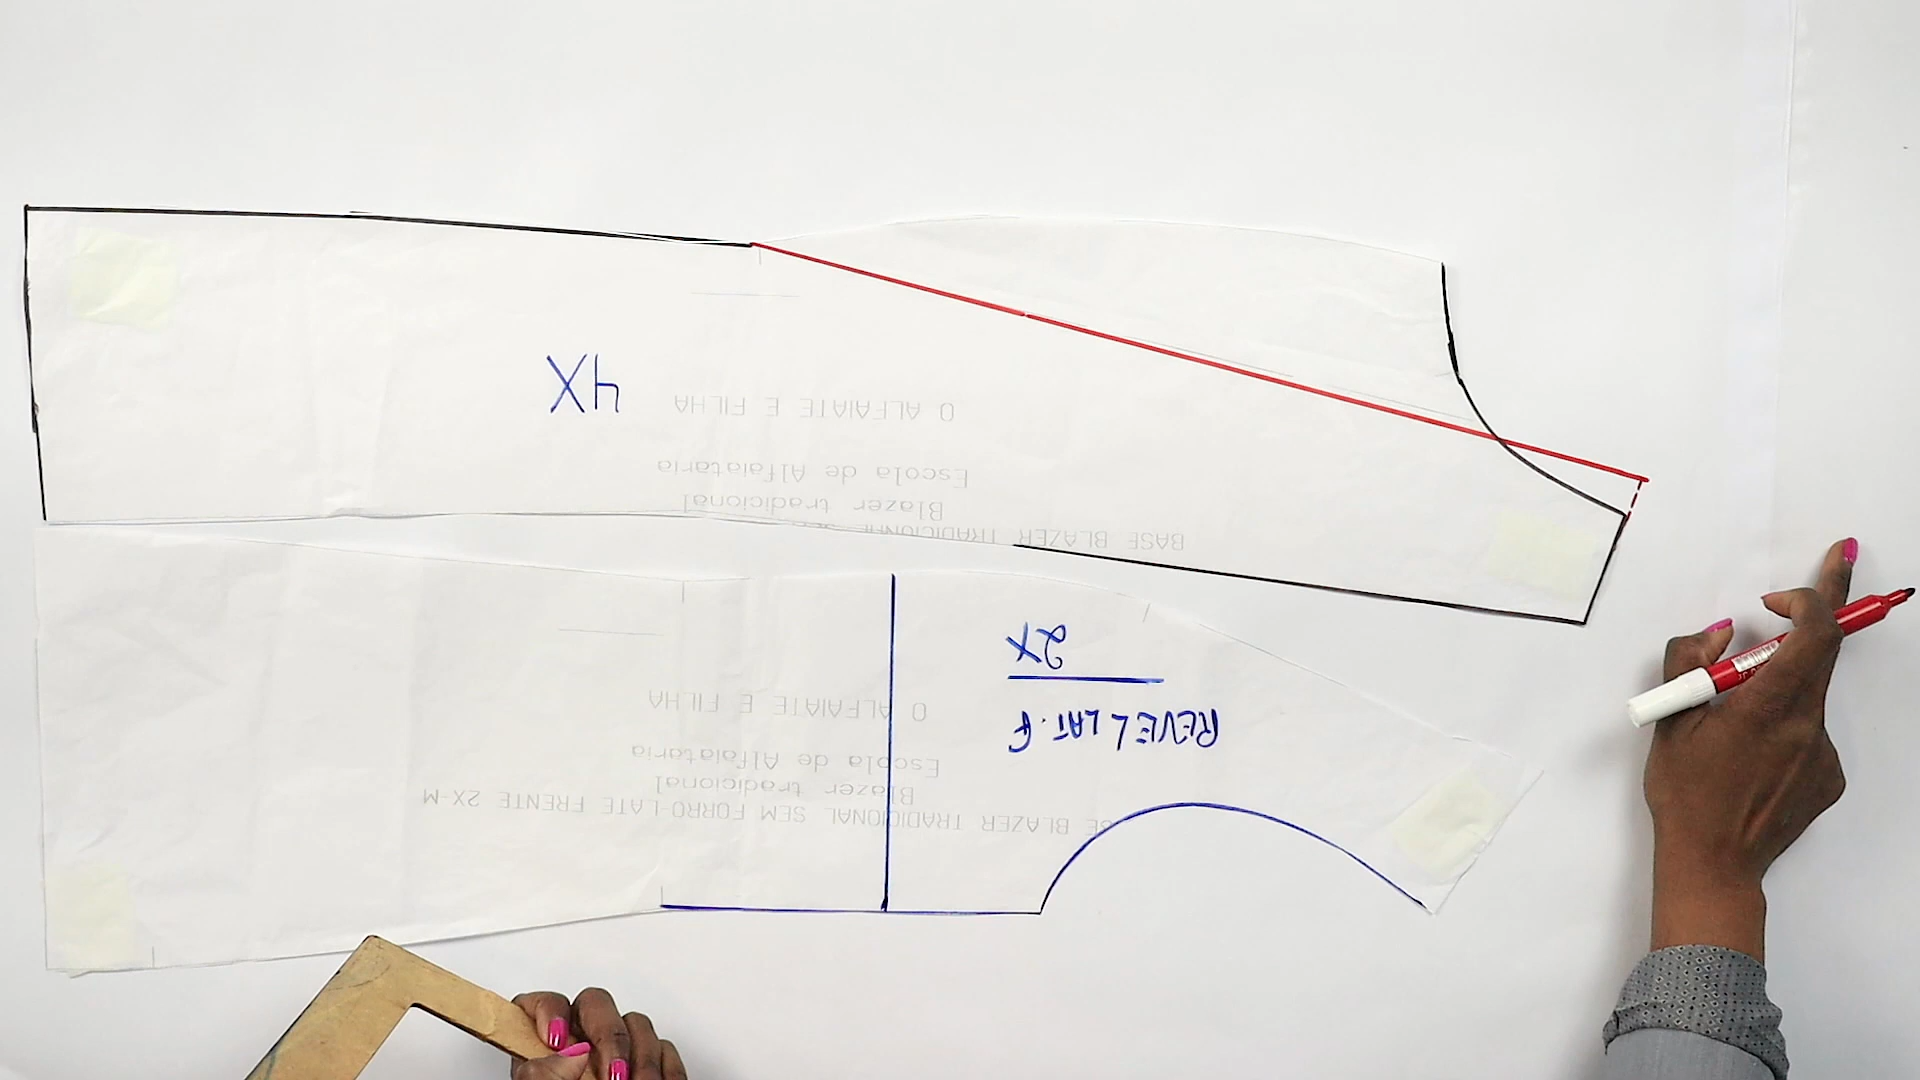 BLAZER TRADICIONAL SEM FORRO-LATE FRENTE 2X-M
Blazer tradicional
Escola de Alfaiataria
O ALFAIATE E FILHA
REVEL LAT. F
2X
BASE BLAZER TRADICIONAL
Blazer tradicional
Escola de Alfaiataria
O ALFAIATE E FILHA
4X